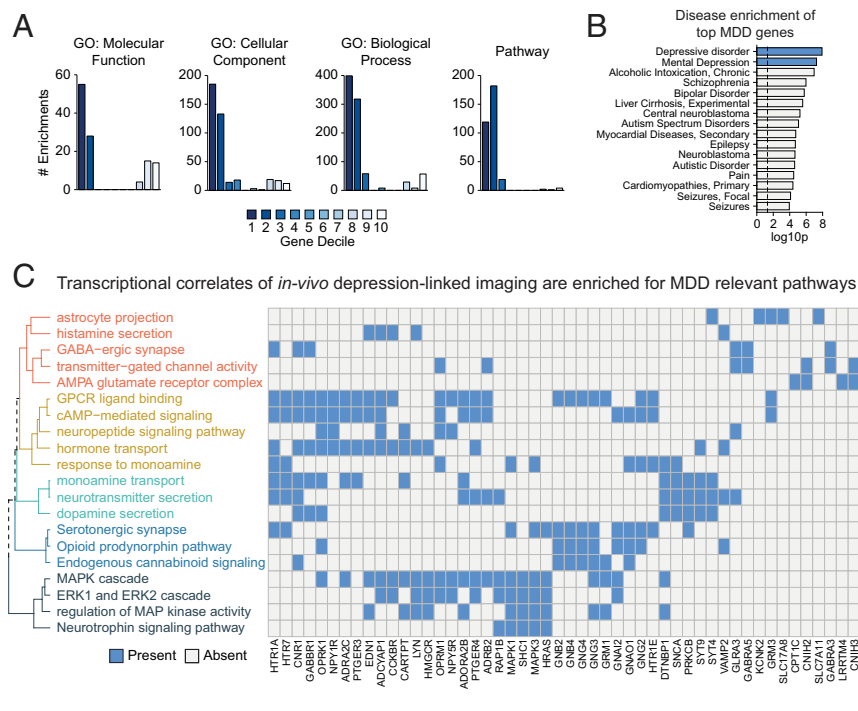 A
GO: Molecular Function
GO: Cellular Component
GO: Biological Process
Pathway
# Enrichments
60
40
20
0
200
150
100
50
0
400
300
200
100
0
200
150
100
50
0
1 2 3 4 5 6 7 8 9 10
Gene Decile
B
Disease enrichment of
top MDD genes
Depressive disorder
Mental Depression
Alcoholic Intoxication, Chronic
Schizophrenia
Bipolar Disorder
Liver Cirrhosis, Experimental
Central neuroblastoma
Autism Spectrum Disorders
Myocardial Diseases, Secondary
Epilepsy
Neuroblastoma
Autistic Disorder
Pain
Cardiomyopathies, Primary
Seizures, Focal
Seizures
0 2 4 6 8
log10p
C
Transcriptional correlates of in-vivo depression-linked imaging are enriched for MDD relevant pathways
astrocyte projection
histamine secretion
GABA−ergic synapse
transmitter-gated channel activity
AMPA glutamate receptor complex
GPCR ligand binding
cAMP−mediated signaling
neuropeptide signaling pathway
hormone transport
response to monoamine
monoamine transport
neurotransmitter secretion
dopamine secretion
Serotonergic synapse
Opioid prodynorphin pathway
Endogenous cannabinoid signaling
MAPK cascade
ERK1 and ERK2 cascade
regulation of MAP kinase activity
Neurotrophin signaling pathway
Present
Absent
HTR1A
HTR7
CNR1
GABBR1
OPRK1
NPY1R
ADRA2C
PTGER3
EDN1
ADCYAP1
CCKBR
CARTPT
LYN
HMGCR
OPRM1
NPY5R
ADORA2B
PTGER4
ADRB2
RAP1B
MAPK1
SHC1
MAPK3
HRAS
GNB2
GNB4
GNG4
GNG3
GRM1
GNAI2
GNAO1
GNG2
HTR1E
DTNBP1
SNCA
PRKCB
SYT9
SYT4
VAMP2
GLRA3
GABRA5
KCNK2
GRM3
SLC17A8
CPT1C
CNIH2
SLC7A11
GABRA3
LRRTM4
CNIH3